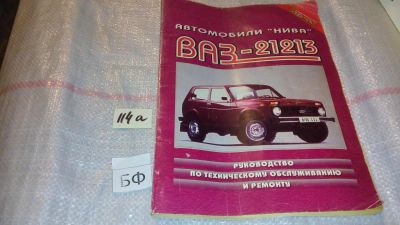 АВТОМОБИЛИ "НИВА"
ВАЗ-21213
РУКОВОДСТВО
ПО ТЕХНИЧЕСКОМУ ОБСЛУЖИВАНИЮ
И РЕМОНТУ
114а
БФ